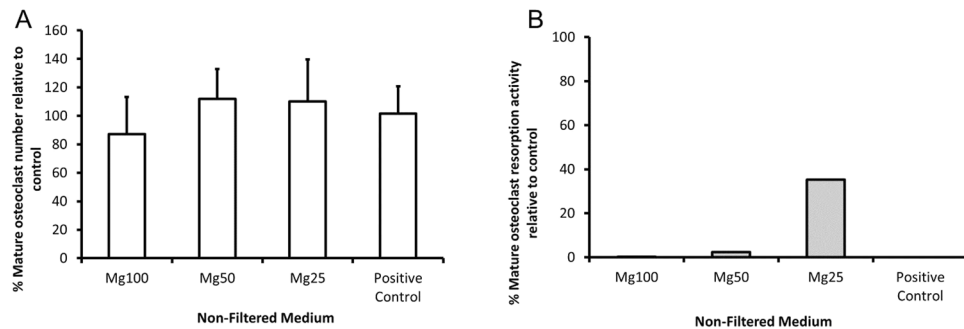 A
% Mature osteoclast number relative to
control
160
140
120
100
80
60
40
20
0
Mg100
Mg50
Mg25
Positive
Control
Non-Filtered Medium
B
% Mature osteoclast resorption activity
relative to control
100
80
60
40
20
0
Mg100
Mg50
Mg25
Positive
Control
Non-Filtered Medium